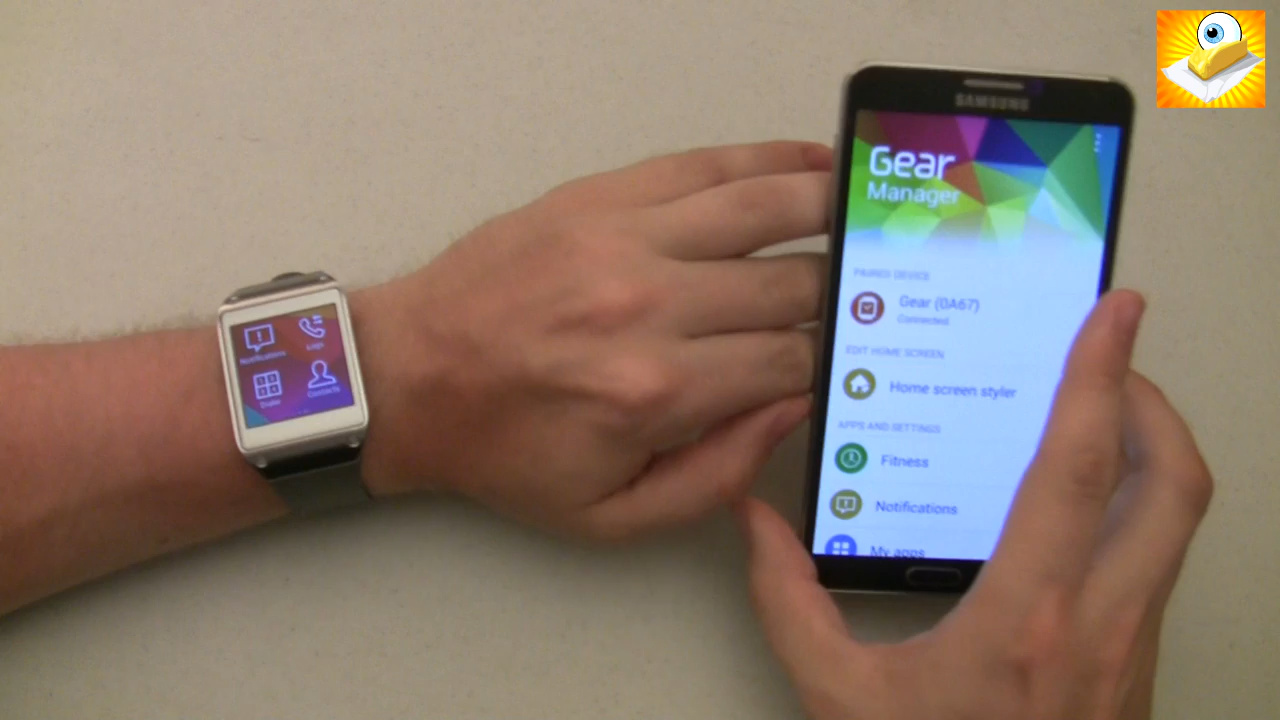 SAMSUNG
Gear
Manager
PAIRED DEVICE
Gear (0A67)
Connected
EDIT HOME SCREEN
Home screen styler
APPS AND SETTINGS
Fitness
Notifications
My apps
Notifications
Logs
Dialer
Contacts